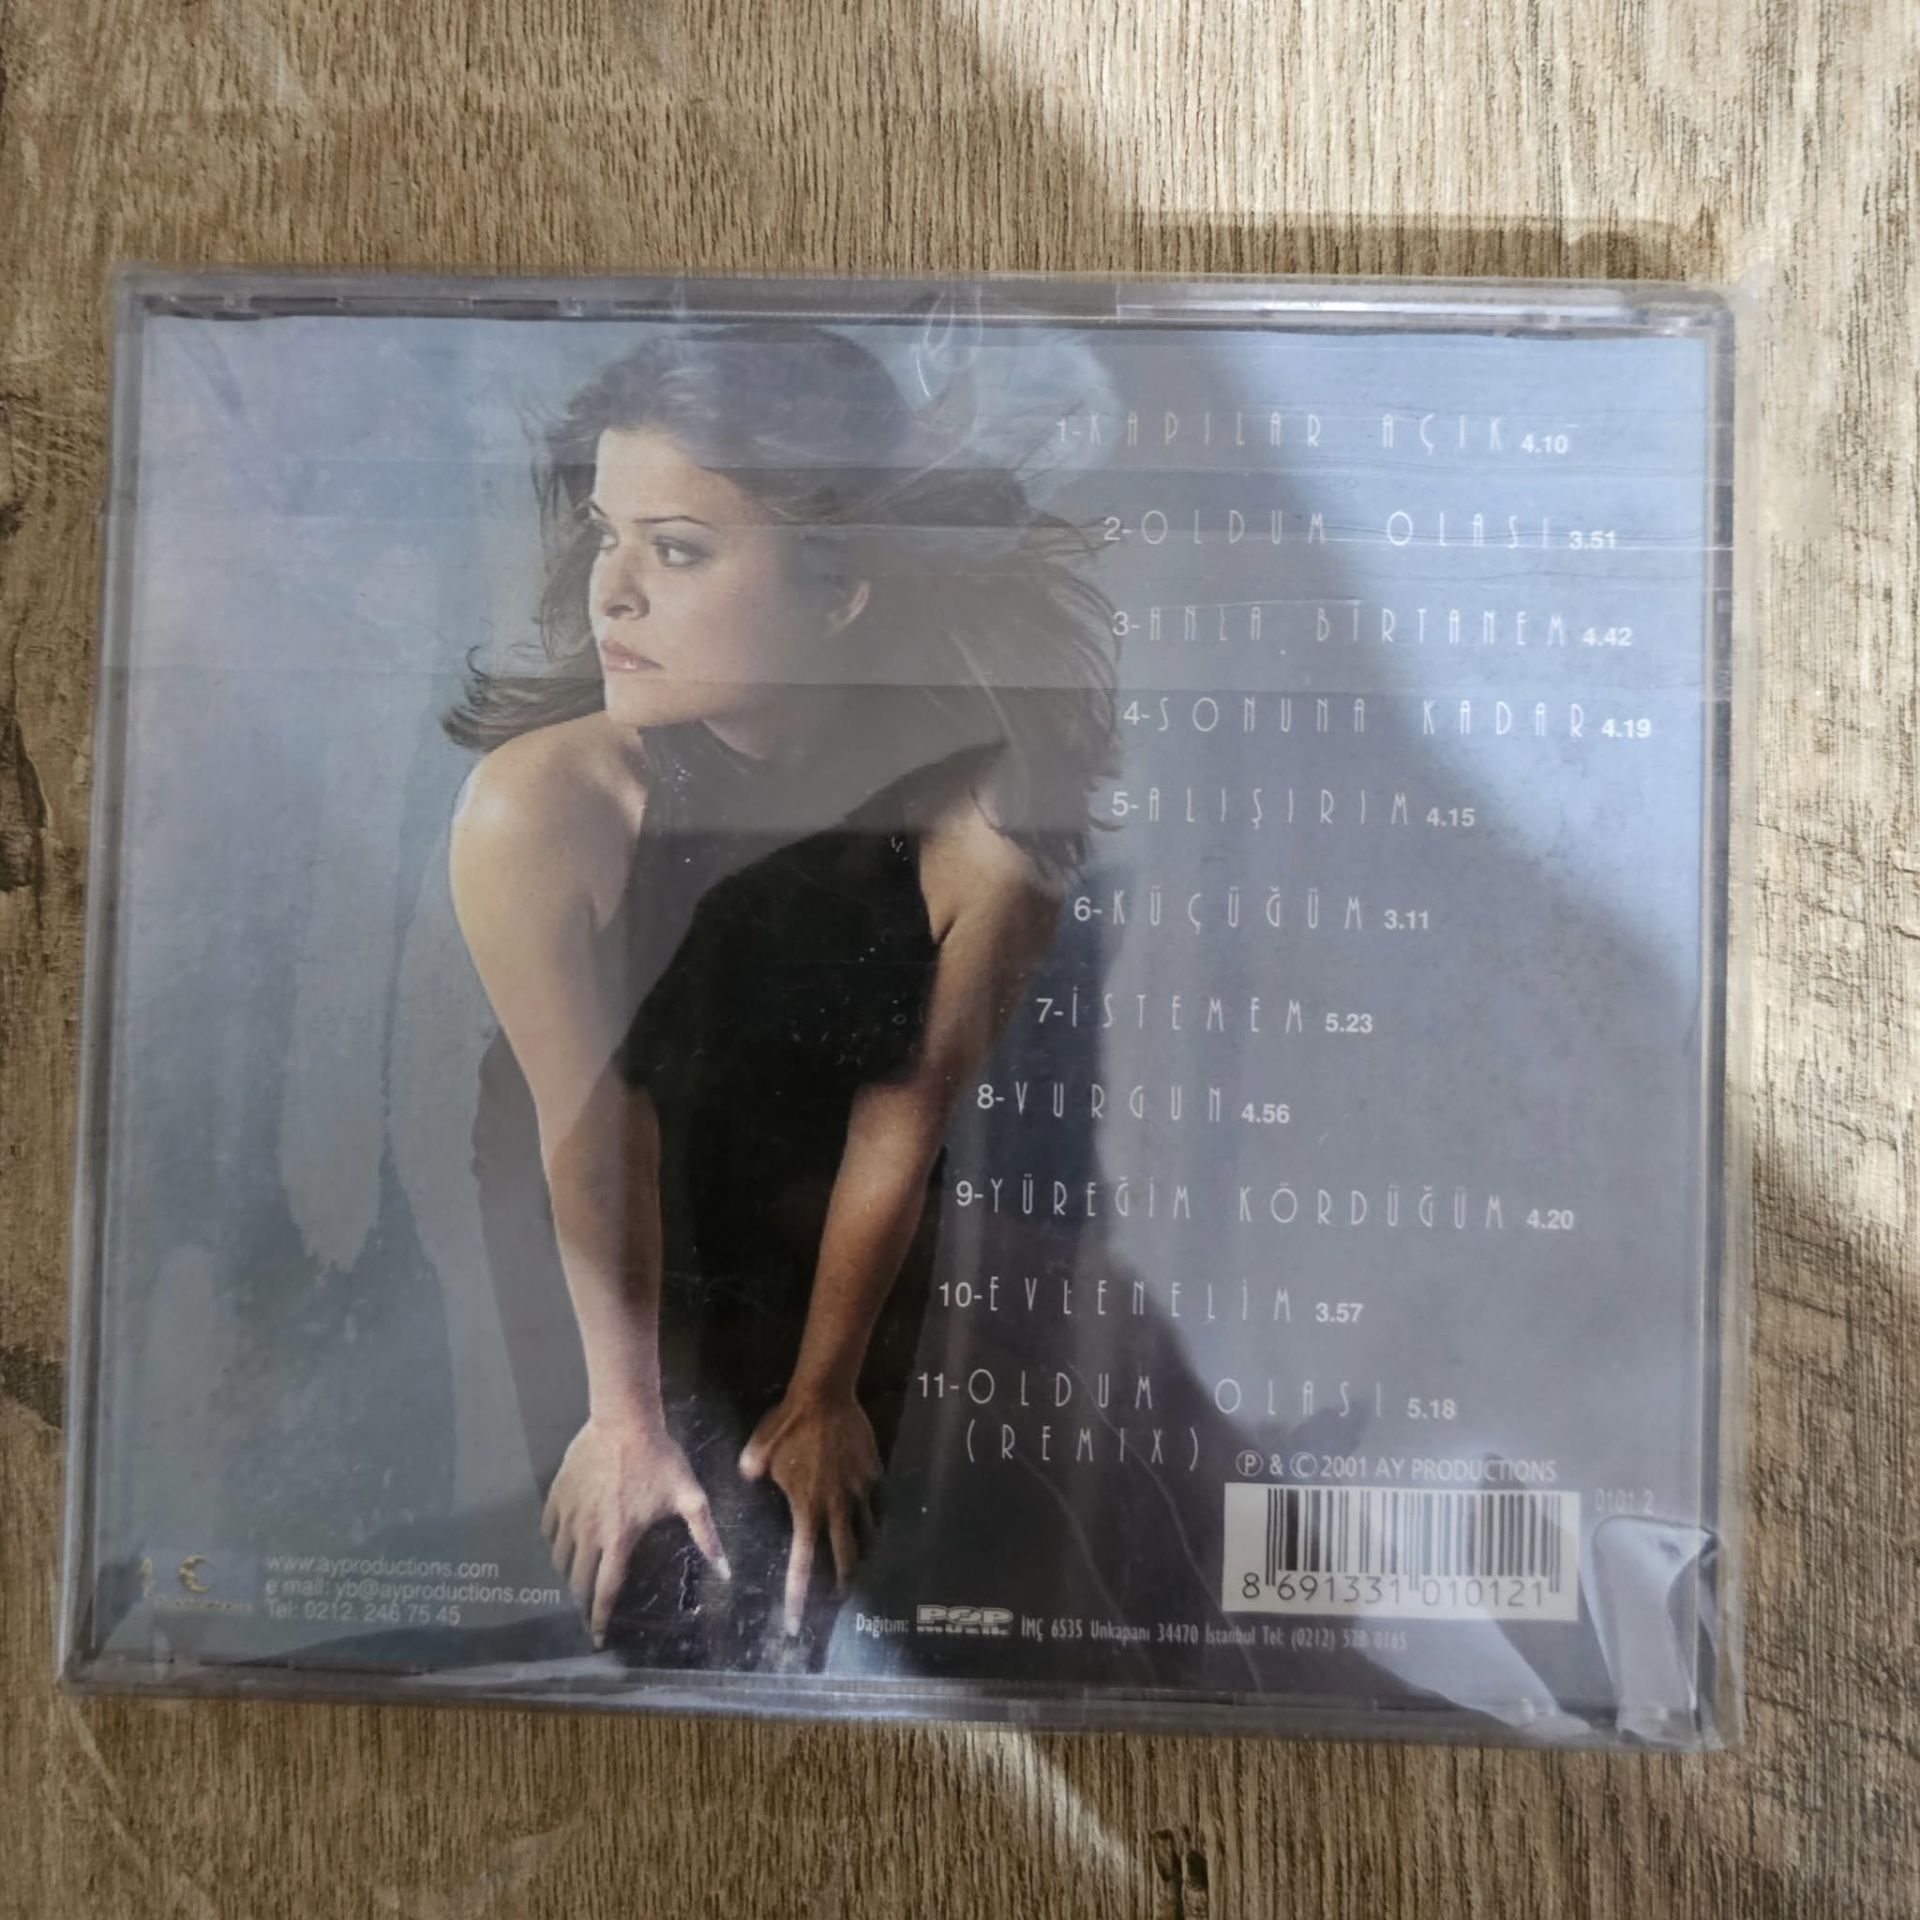 1-KAPILAR AÇIK 4.10
2-OLDUM OLASI 3.51
3-ANLA BİRTANEM 4.42
4-SONUNA KADAR 4.19
5-ALIŞIRIM 4.15
6-KÜÇÜĞÜM 3.11
7-İSTEMEM 5.23
8-VURGUN 4.56
9-YÜREĞİM KÖRDÜĞÜM 4.20
10-EVLENELİM 3.57
11-OLDUM OLASI 5.18
(REMIX)
Ⓟ & © 2001 AY PRODUCTIONS
0101 2
8 691331 010121
www.ayproductions.com
e mail: yb@ayproductions.com
Tel: 0212. 246 75 45
Dağıtım: POP MÜZİK İMÇ 6535 Unkapanı 34470 İstanbul Tel: (0212)